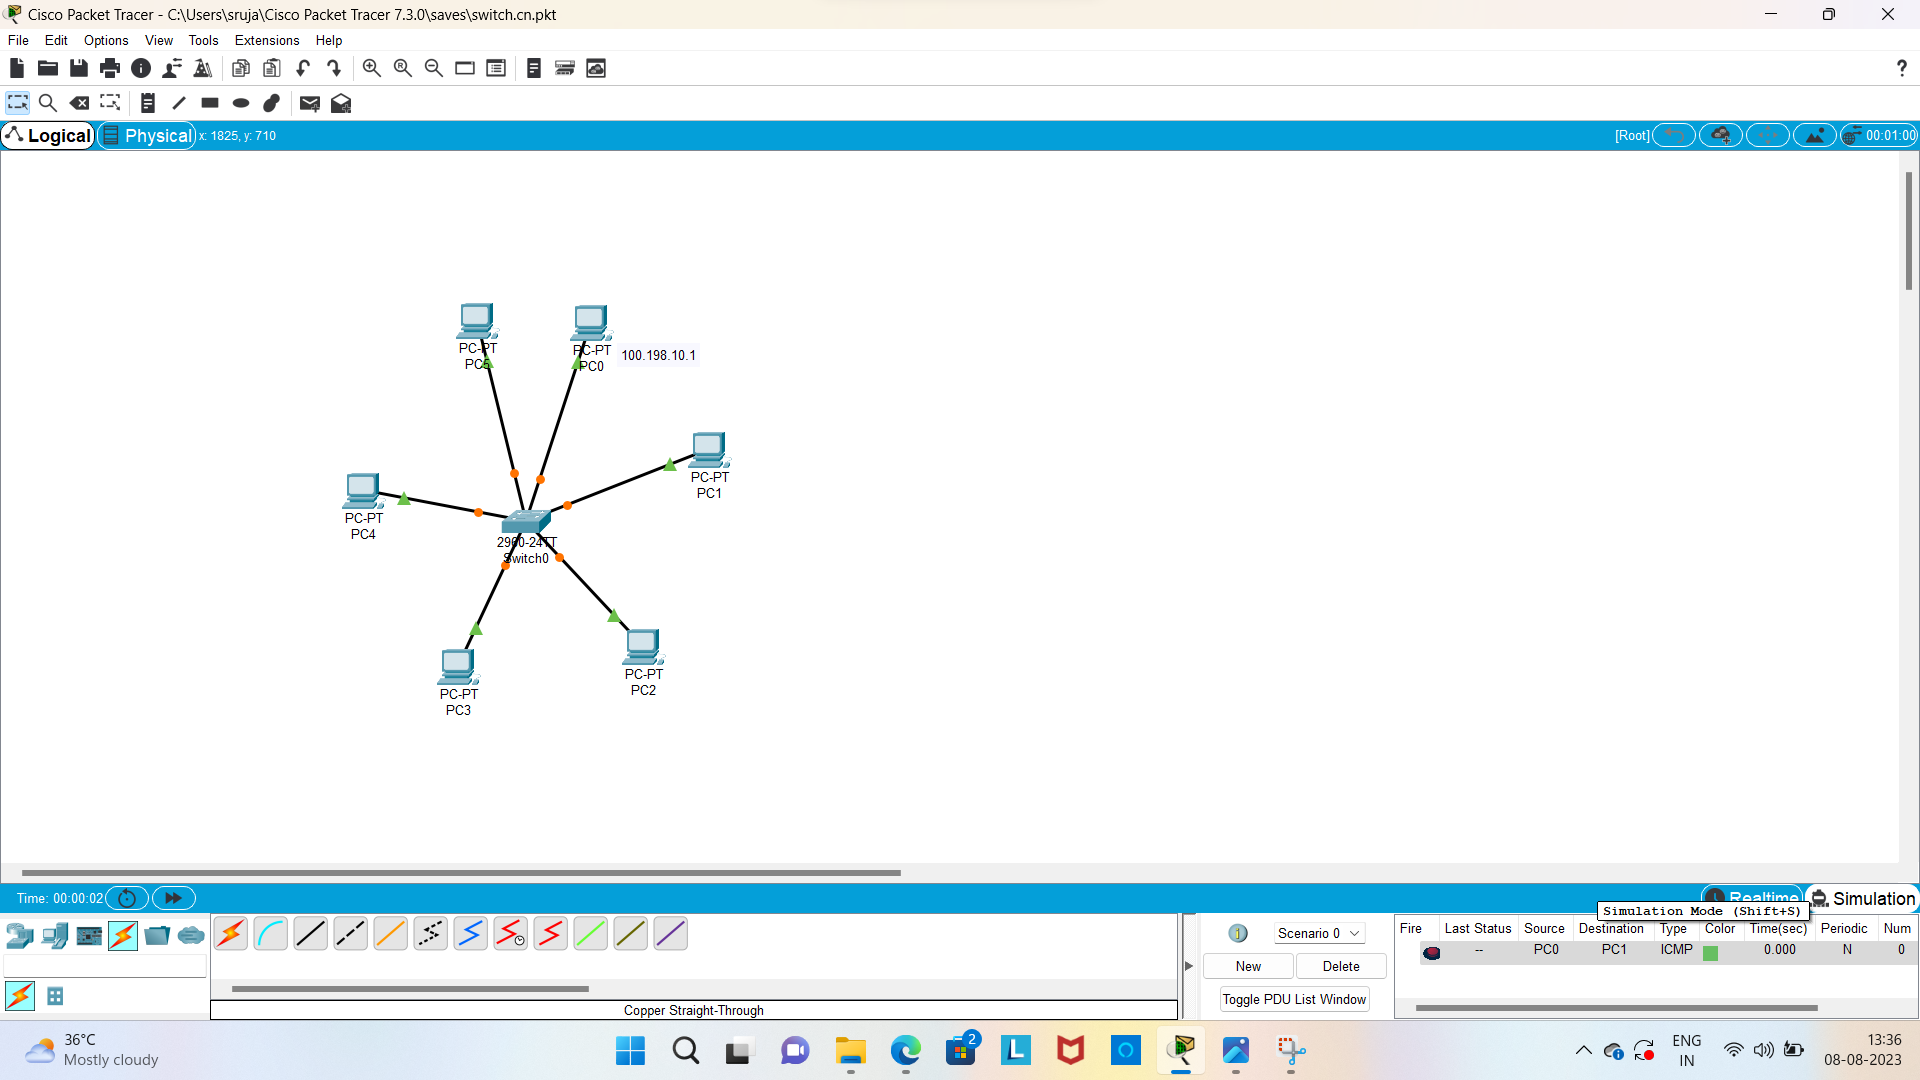 Cisco Packet Tracer - C:\Users\sruja\Cisco Packet Tracer 7.3.0\saves\switch.cn.pkt
File Edit Options View Tools Extensions Help
?
Logical Physical x: 1825, y: 710 [Root] 00:01:00
PC-PT
PC5
PC-PT
PC0
100.198.10.1
PC-PT
PC1
PC-PT
PC4
2960-24TT
Switch0
PC-PT
PC2
PC-PT
PC3
Time: 00:00:02 Realtime Simulation
Simulation Mode (Shift+S)
Scenario 0
New Delete
Toggle PDU List Window
Fire Last Status Source Destination Type Color Time(sec) Periodic Num
-- PC0 PC1 ICMP 0.000 N 0
Copper Straight-Through
36°C
Mostly cloudy
2
L
ENG
IN
13:36
08-08-2023